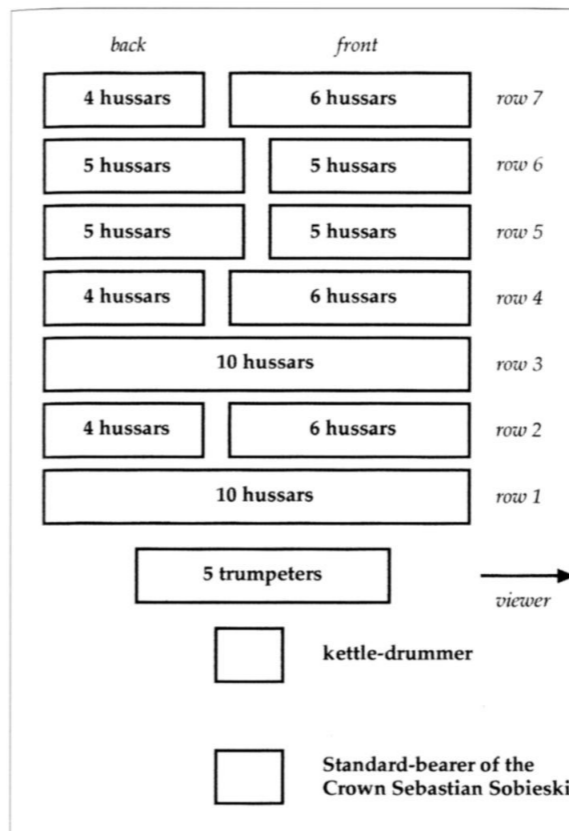 back front
4 hussars 6 hussars row 7
5 hussars 5 hussars row 6
5 hussars 5 hussars row 5
4 hussars 6 hussars row 4
10 hussars row 3
4 hussars 6 hussars row 2
10 hussars row 1
5 trumpeters
viewer
kettle-drummer
Standard-bearer of the
Crown Sebastian Sobieski